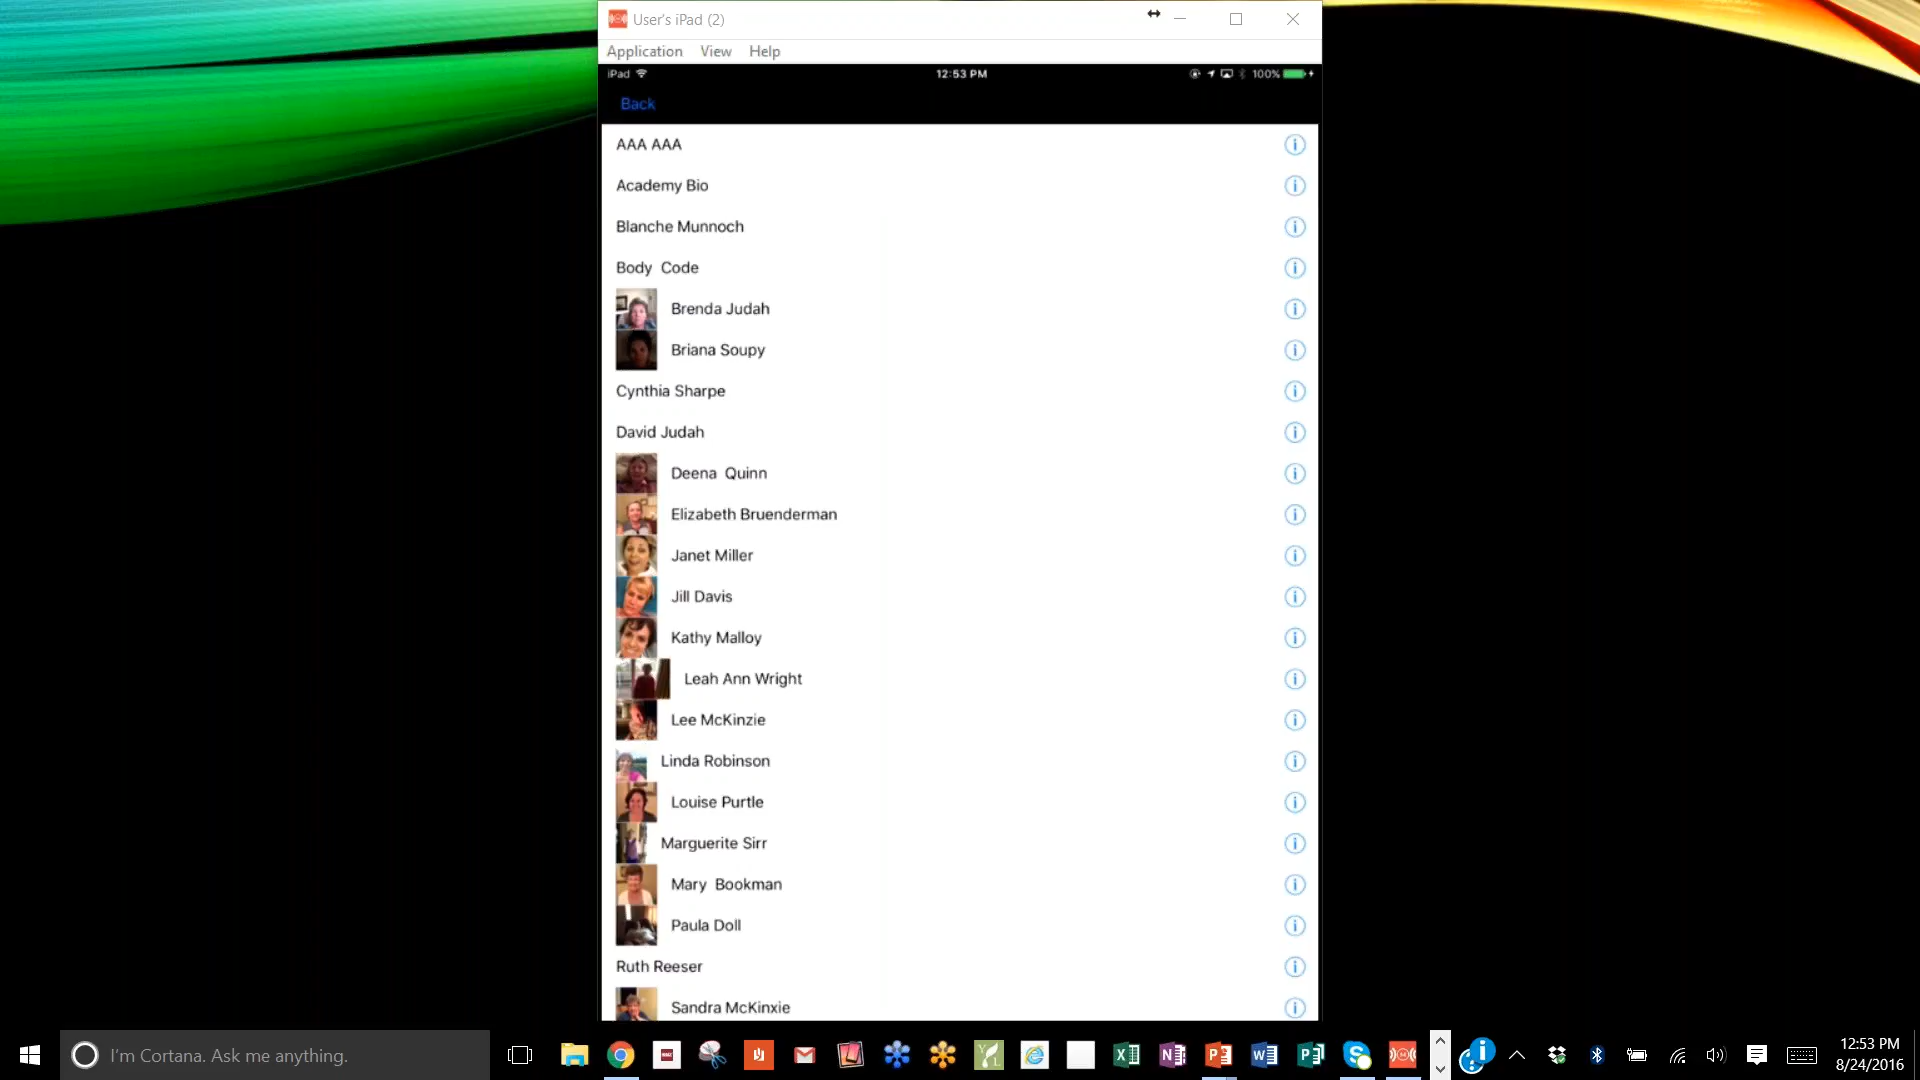 User's iPad (2)
Application View Help
iPad 12:53 PM 100%
Back
AAA AAA
Academy Bio
Blanche Munnoch
Body  Code
Brenda Judah
Briana Soupy
Cynthia Sharpe
David Judah
Deena  Quinn
Elizabeth Bruenderman
Janet Miller
Jill Davis
Kathy Malloy
Leah Ann Wright
Lee McKinzie
Linda Robinson
Louise Purtle
Marguerite Sirr
Mary  Bookman
Paula Doll
Ruth Reeser
Sandra McKinxie
I'm Cortana. Ask me anything.
12:53 PM
8/24/2016